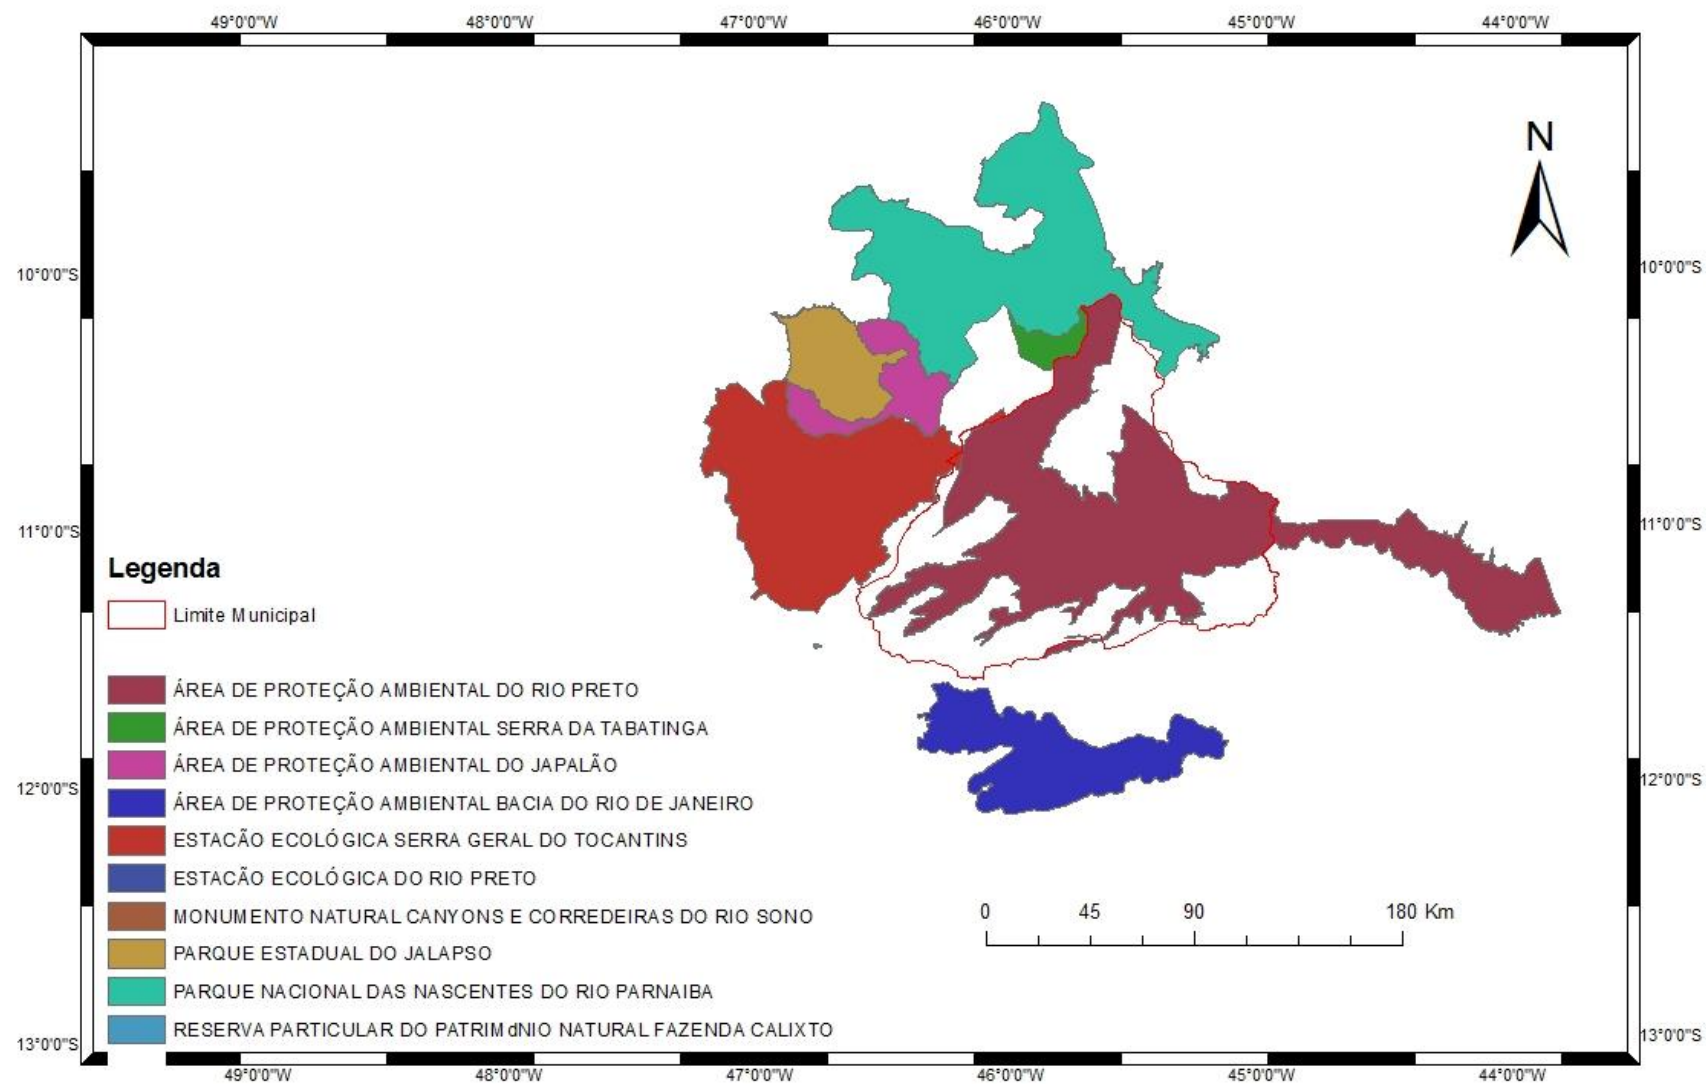 49°0'0"W 48°0'0"W 47°0'0"W 46°0'0"W 45°0'0"W 44°0'0"W
N
10°0'0"S 10°0'0"S
11°0'0"S 11°0'0"S
Legenda
Limite Municipal
ÁREA DE PROTEÇÃO AMBIENTAL DO RIO PRETO
ÁREA DE PROTEÇÃO AMBIENTAL SERRA DA TABATINGA
ÁREA DE PROTEÇÃO AMBIENTAL DO JAPALÃO
12°0'0"S 12°0'0"S
ÁREA DE PROTEÇÃO AMBIENTAL BACIA DO RIO DE JANEIRO
ESTACÃO ECOLÓGICA SERRA GERAL DO TOCANTINS
ESTACÃO ECOLÓGICA DO RIO PRETO
MONUMENTO NATURAL CANYONS E CORREDEIRAS DO RIO SONO
0 45 90 180 Km
PARQUE ESTADUAL DO JALAPSO
PARQUE NACIONAL DAS NASCENTES DO RIO PARNAIBA
RESERVA PARTICULAR DO PATRIMdNIO NATURAL FAZENDA CALIXTO
13°0'0"S 13°0'0"S
49°0'0"W 48°0'0"W 47°0'0"W 46°0'0"W 45°0'0"W 44°0'0"W